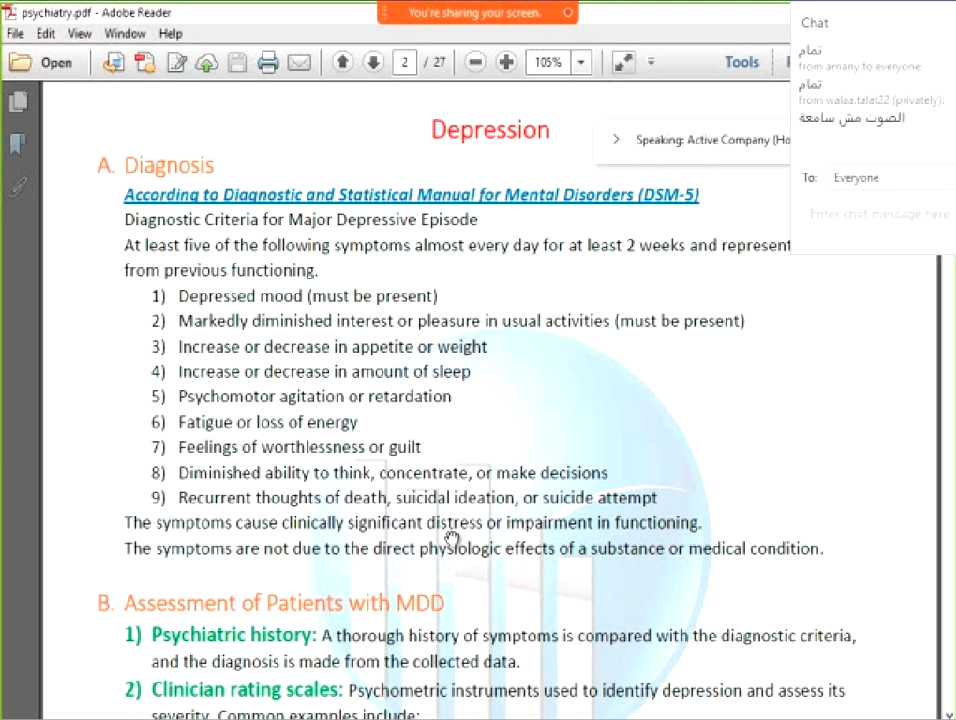 psychiatry.pdf - Adobe Reader
You're sharing your screen.
File Edit View Window Help
Open 2 / 27 105% Tools
Chat
تمام
from amany to everyone
تمام
from walaa.talat22 (privately):
الصوت مش سامعة
To: Everyone
Enter chat message here
Speaking: Active Company (Ho
Depression
A. Diagnosis
According to Diagnostic and Statistical Manual for Mental Disorders (DSM-5)
Diagnostic Criteria for Major Depressive Episode
At least five of the following symptoms almost every day for at least 2 weeks and represent
from previous functioning.
1) Depressed mood (must be present)
2) Markedly diminished interest or pleasure in usual activities (must be present)
3) Increase or decrease in appetite or weight
4) Increase or decrease in amount of sleep
5) Psychomotor agitation or retardation
6) Fatigue or loss of energy
7) Feelings of worthlessness or guilt
8) Diminished ability to think, concentrate, or make decisions
9) Recurrent thoughts of death, suicidal ideation, or suicide attempt
The symptoms cause clinically significant distress or impairment in functioning.
The symptoms are not due to the direct physiologic effects of a substance or medical condition.
B. Assessment of Patients with MDD
1) Psychiatric history: A thorough history of symptoms is compared with the diagnostic criteria,
and the diagnosis is made from the collected data.
2) Clinician rating scales: Psychometric instruments used to identify depression and assess its
severity. Common examples include: